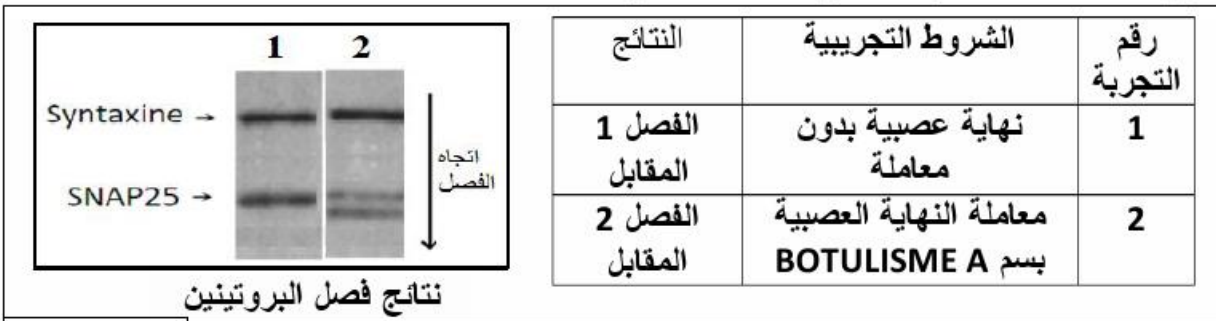 رقم التجربة	الشروط التجريبية	النتائج
1	نهاية عصبية بدون معاملة	الفصل 1 المقابل
2	معاملة النهاية العصبية بسم BOTULISME A	الفصل 2 المقابل
1 2
Syntaxine →
SNAP25 →
اتجاه
الفصل
نتائج فصل البروتينين